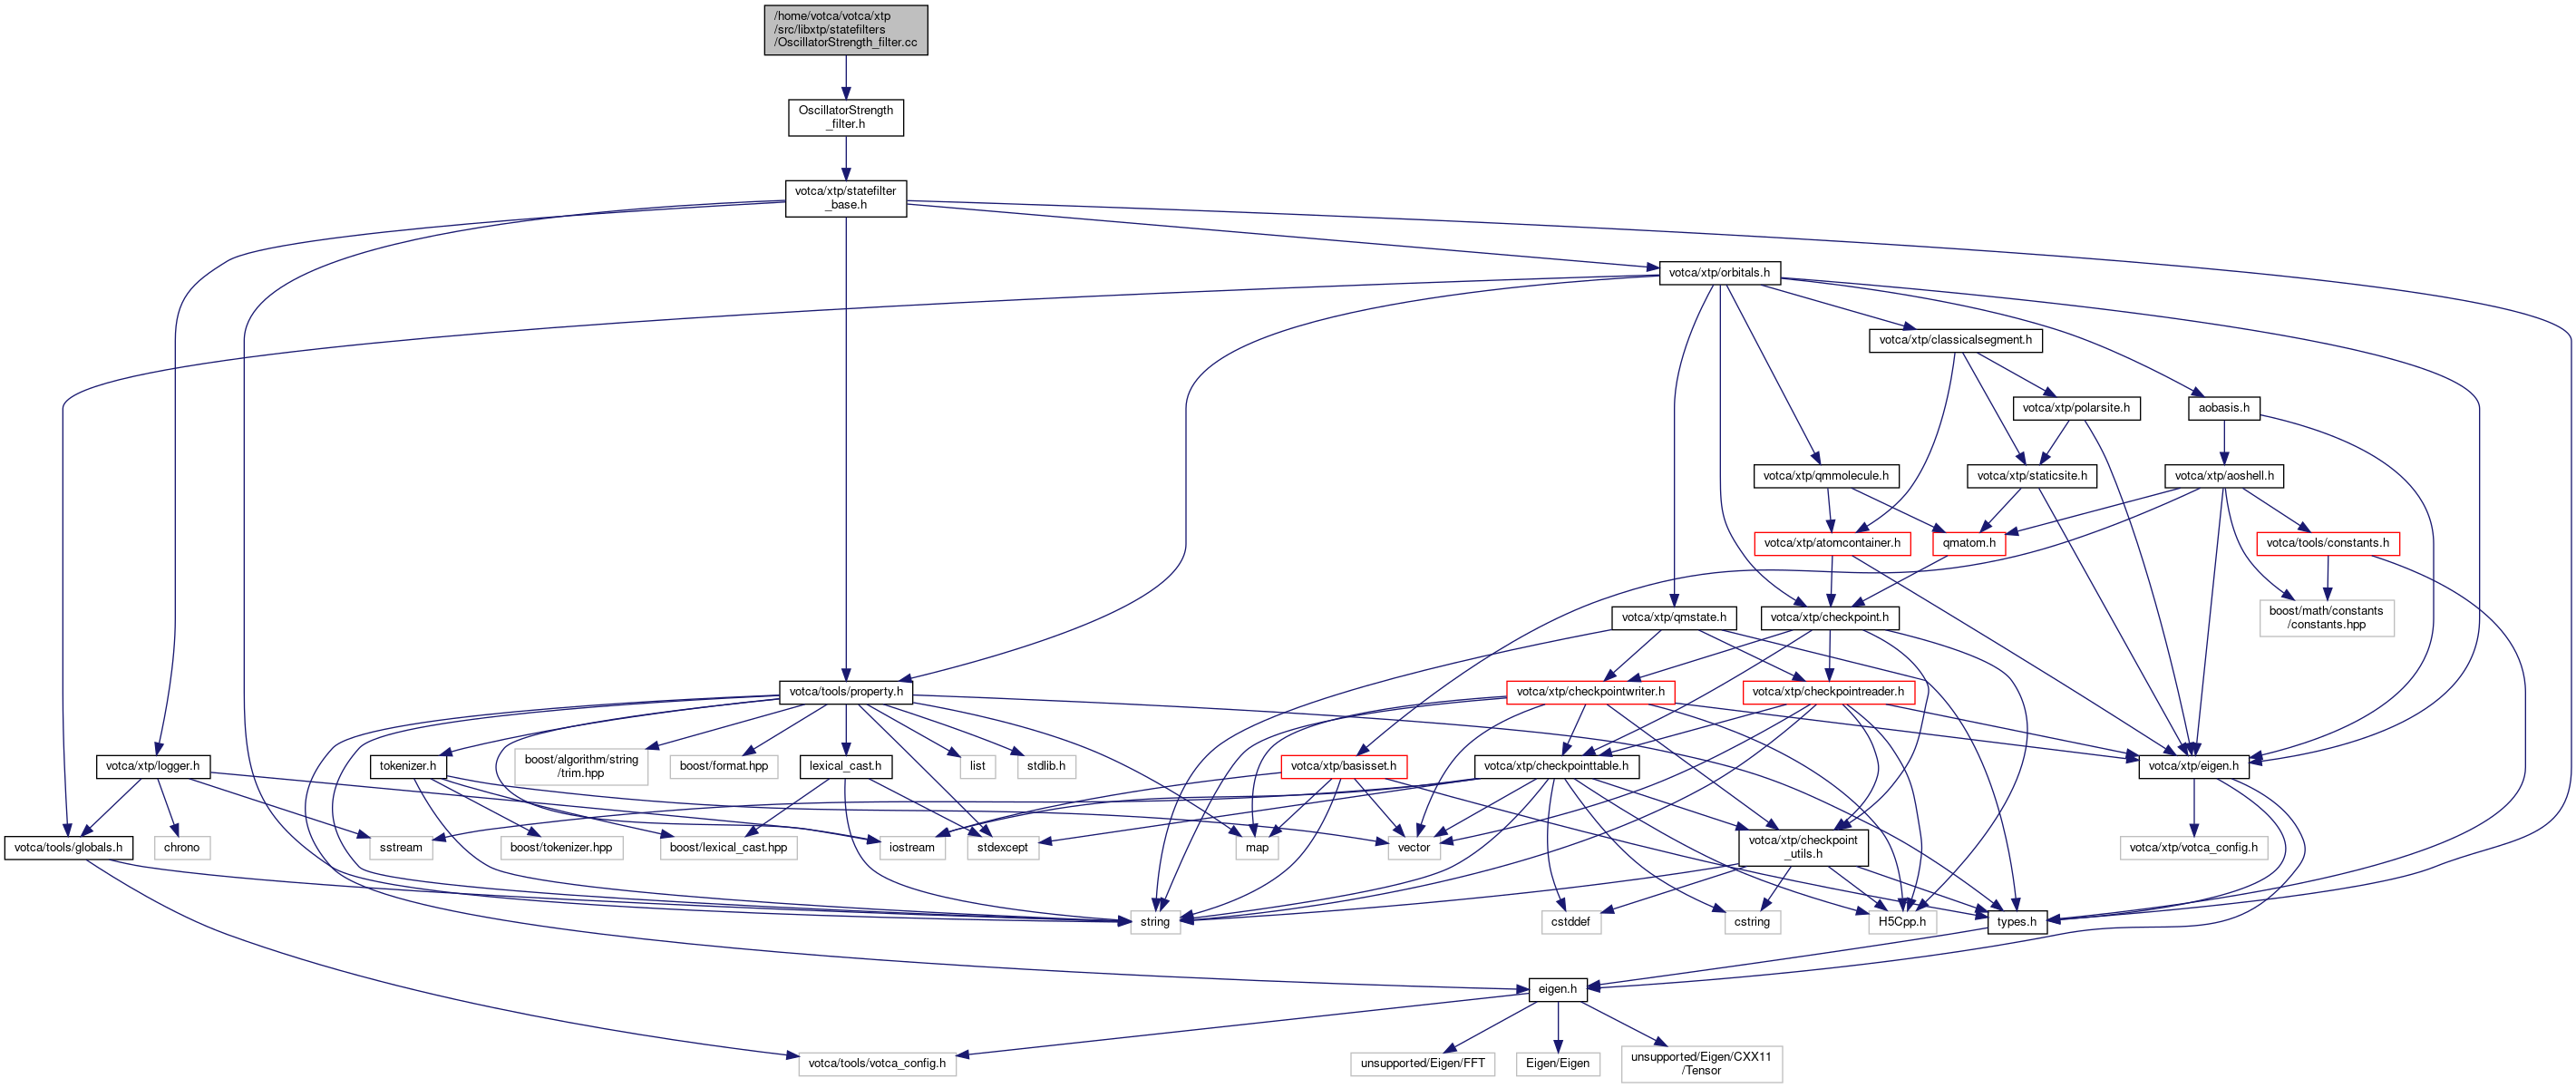 /home/votca/votca/xtp
/src/libxtp/statefilters
/OscillatorStrength_filter.cc
OscillatorStrength
_filter.h
votca/xtp/statefilter
_base.h
votca/xtp/orbitals.h
votca/xtp/classicalsegment.h
votca/xtp/polarsite.h
aobasis.h
votca/xtp/qmmolecule.h
votca/xtp/staticsite.h
votca/xtp/aoshell.h
votca/xtp/atomcontainer.h
qmatom.h
votca/tools/constants.h
votca/xtp/qmstate.h
votca/xtp/checkpoint.h
boost/math/constants
/constants.hpp
votca/tools/property.h
votca/xtp/checkpointwriter.h
votca/xtp/checkpointreader.h
votca/xtp/logger.h
tokenizer.h
boost/algorithm/string
/trim.hpp
boost/format.hpp
lexical_cast.h
list
stdlib.h
votca/xtp/basisset.h
votca/xtp/checkpointtable.h
votca/xtp/eigen.h
votca/tools/globals.h
chrono
sstream
boost/tokenizer.hpp
boost/lexical_cast.hpp
iostream
stdexcept
map
vector
votca/xtp/checkpoint
_utils.h
votca/xtp/votca_config.h
string
cstddef
cstring
H5Cpp.h
types.h
eigen.h
votca/tools/votca_config.h
unsupported/Eigen/FFT
Eigen/Eigen
unsupported/Eigen/CXX11
/Tensor